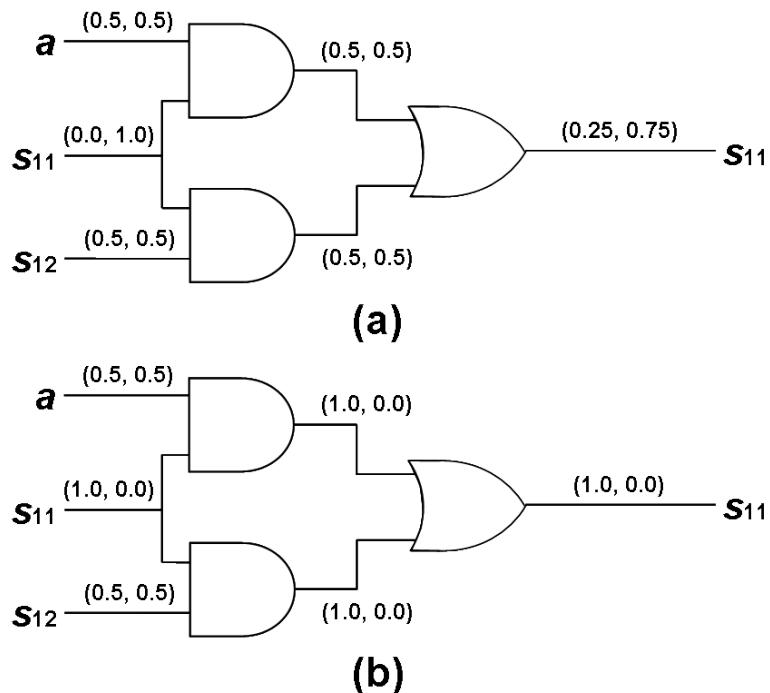 (0.5, 0.5)
a
(0.5, 0.5)
(0.0, 1.0)
s11
(0.25, 0.75)
s11
(0.5, 0.5)
s12
(0.5, 0.5)
(a)
(0.5, 0.5)
a
(1.0, 0.0)
(1.0, 0.0)
s11
(1.0, 0.0)
s11
(0.5, 0.5)
s12
(1.0, 0.0)
(b)